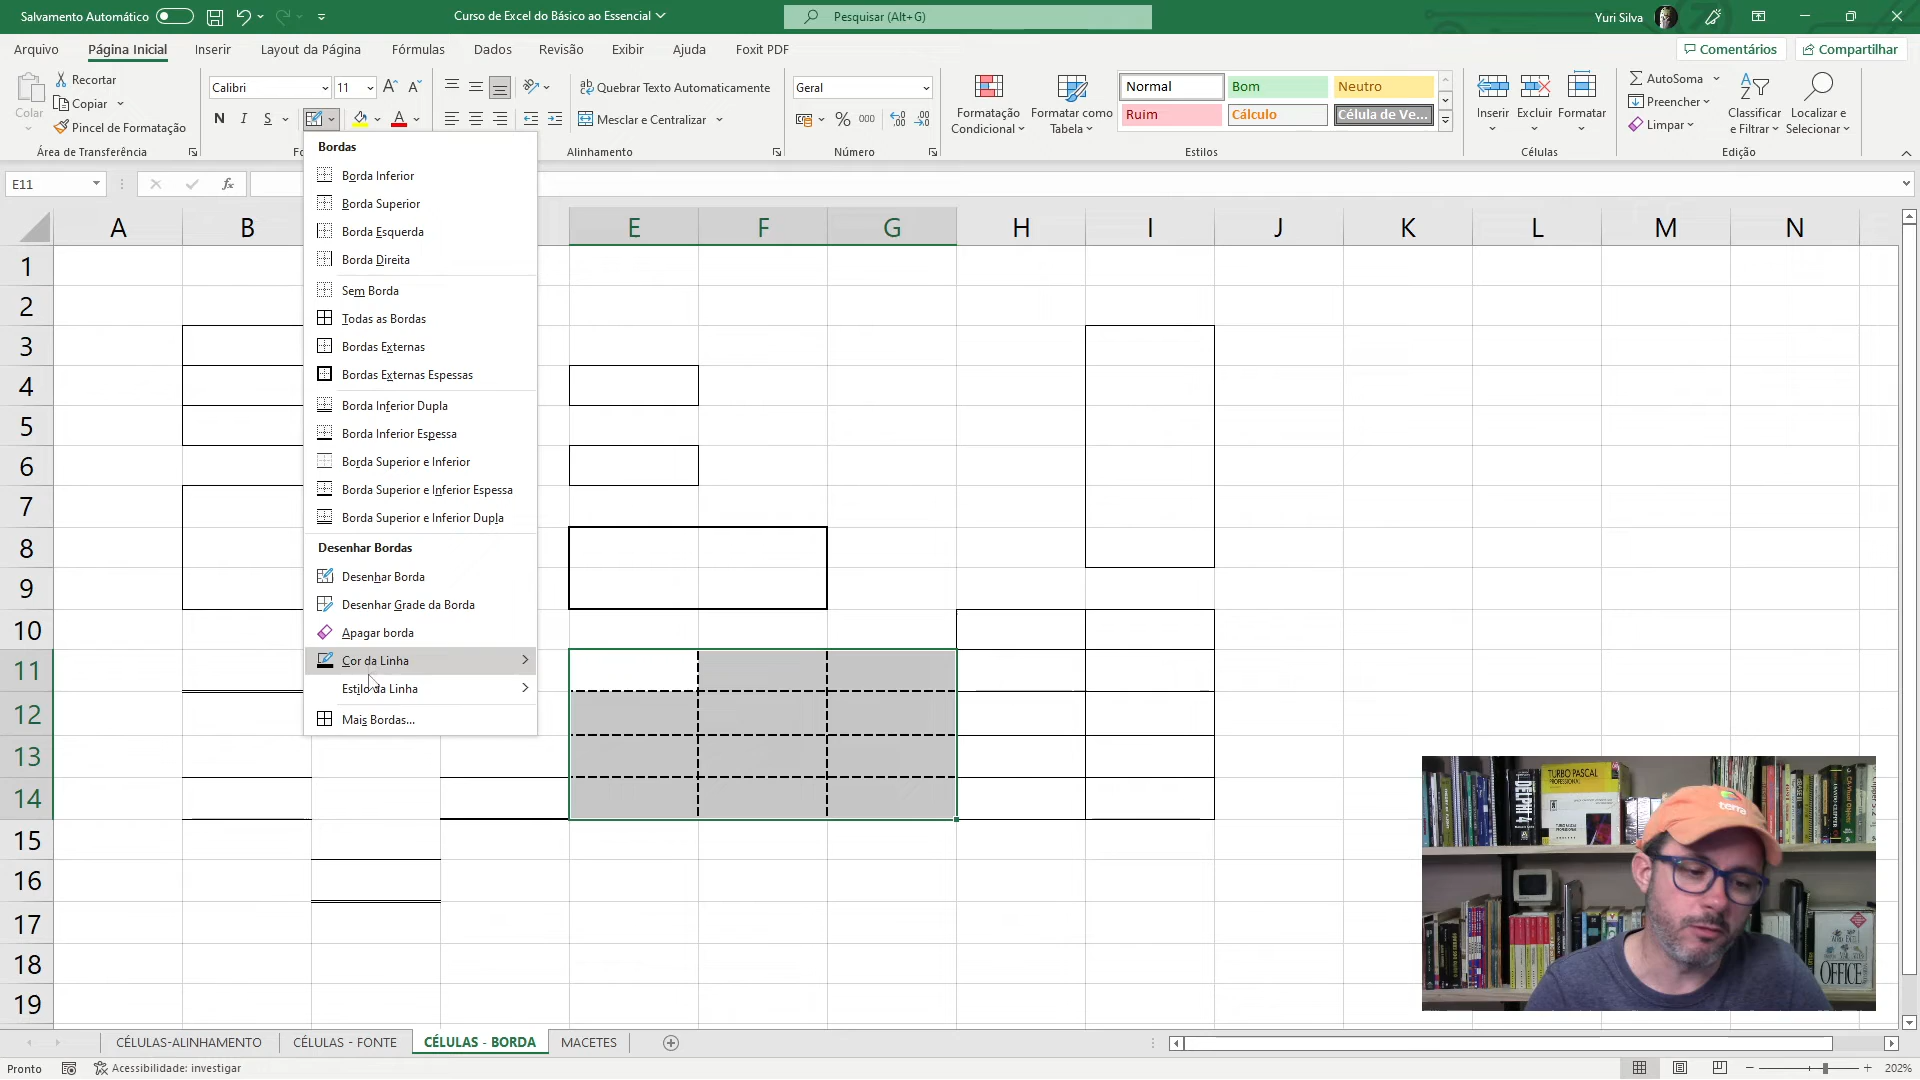 Salvamento Automático
Curso de Excel do Básico ao Essencial
Pesquisar (Alt+G)
Yuri Silva
Arquivo
Página Inicial
Inserir
Layout da Página
Fórmulas
Dados
Revisão
Exibir
Ajuda
Foxit PDF
Comentários
Compartilhar
Colar
Recortar
Copiar
Pincel de Formatação
Área de Transferência
Calibri
11
N I S
Fo
Quebrar Texto Automaticamente
Mesclar e Centralizar
Alinhamento
Geral
% 000
Número
Formatação Condicional
Formatar como Tabela
Normal
Bom
Neutro
Ruim
Cálculo
Célula de Ve...
Estilos
Inserir
Excluir
Formatar
Células
AutoSoma
Preencher
Limpar
Classificar e Filtrar
Localizar e Selecionar
Edição
E11
fx
Bordas
Borda Inferior
Borda Superior
Borda Esquerda
Borda Direita
Sem Borda
Todas as Bordas
Bordas Externas
Bordas Externas Espessas
Borda Inferior Dupla
Borda Inferior Espessa
Borda Superior e Inferior
Borda Superior e Inferior Espessa
Borda Superior e Inferior Dupla
Desenhar Bordas
Desenhar Borda
Desenhar Grade da Borda
Apagar borda
Cor da Linha
Estilo da Linha
Mais Bordas...
A B E F G H I J K L M N
1
2
3
4
5
6
7
8
9
10
11
12
13
14
15
16
17
18
19
TURBO PASCAL
DELPHI 4
terra
OFFICE
CÉLULAS-ALINHAMENTO
CÉLULAS - FONTE
CÉLULAS - BORDA
MACETES
Pronto
Acessibilidade: investigar
202%